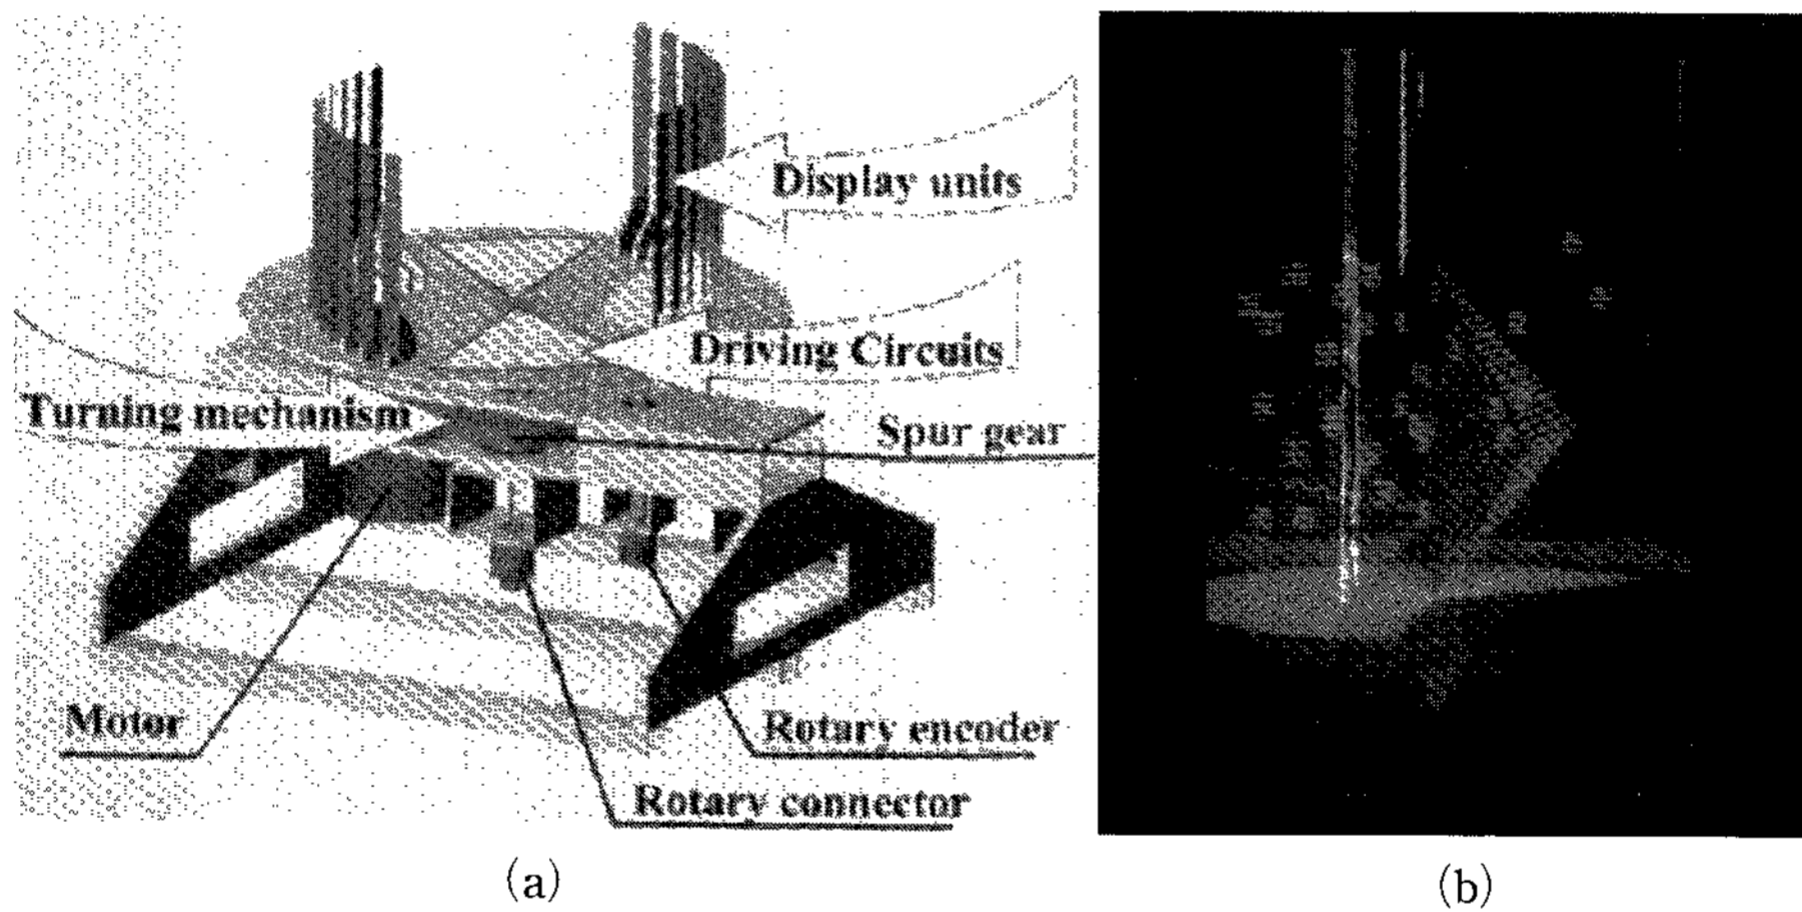 Display units
Driving Circuits
Turning mechanism
Spur gear
Motor
Rotary encoder
Rotary connector
(a)
(b)